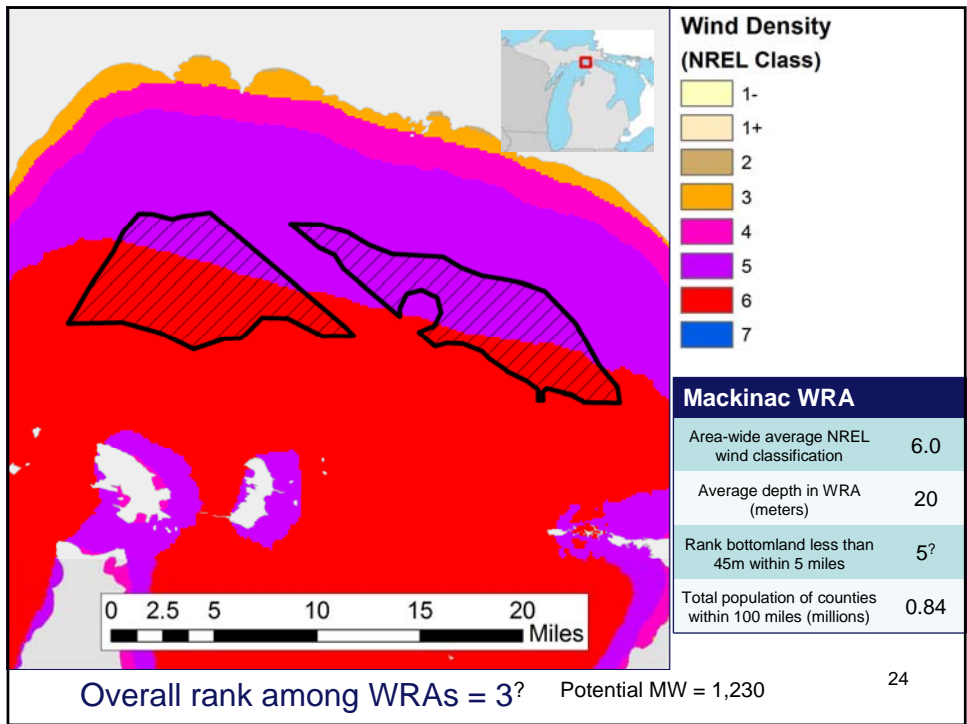 Wind Density
(NREL Class)
1-
1+
2
3
4
5
6
7
Mackinac WRA
Area-wide average NREL
wind classification
6.0
Average depth in WRA
(meters)
20
Rank bottomland less than
45m within 5 miles
5?
Total population of counties
within 100 miles (millions)
0.84
0 2.5 5 10 15 20
Miles
Overall rank among WRAs = 3? Potential MW = 1,230
24